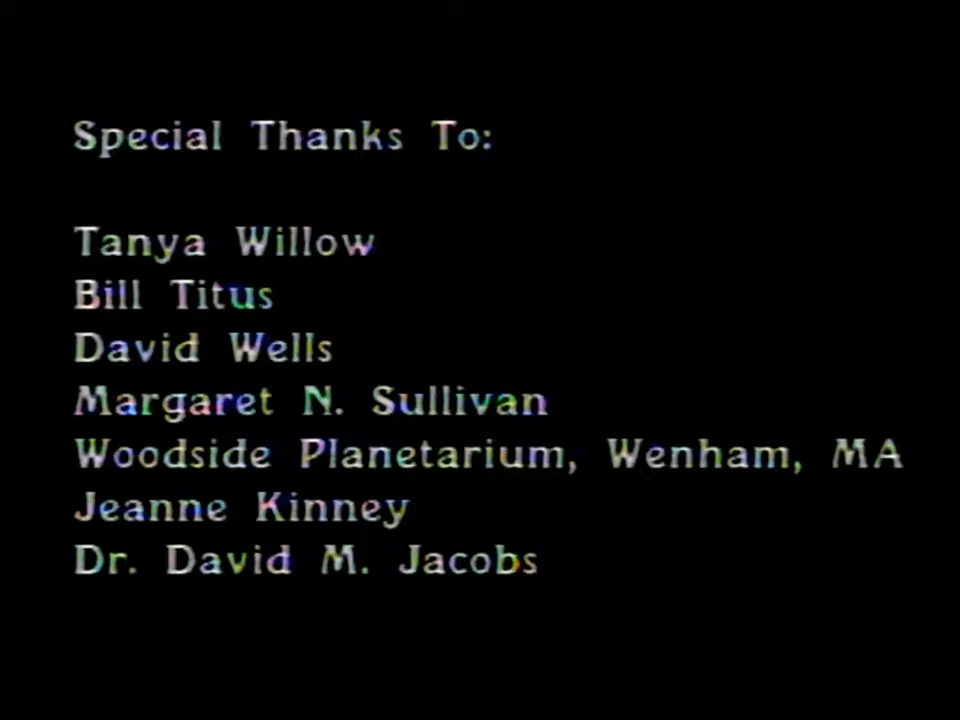 Special Thanks To:
Tanya Willow
Bill Titus
David Wells
Margaret N. Sullivan
Woodside Planetarium, Wenham, MA
Jeanne Kinney
Dr. David M. Jacobs